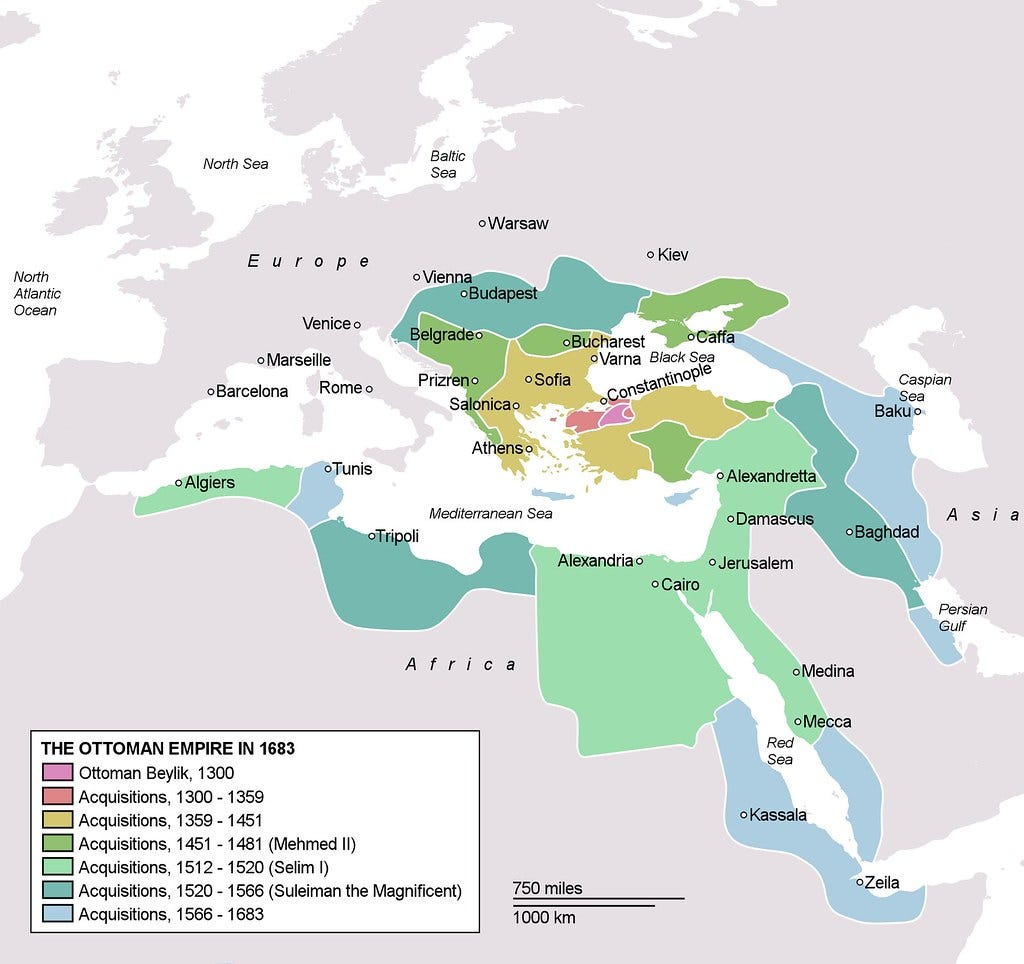 North Sea
Baltic
Sea
Warsaw
Europe
Kiev
North
Atlantic
Ocean
Vienna
Budapest
Venice
Belgrade
Bucharest
Caffa
Marseille
Varna
Black Sea
Barcelona
Rome
Prizren
Sofia
Constantinople
Caspian
Sea
Salonica
Baku
Athens
Tunis
Algiers
Alexandretta
Mediterranean Sea
Damascus
Asia
Tripoli
Baghdad
Alexandria
Jerusalem
Cairo
Persian
Gulf
Africa
Medina
Mecca
Red
Sea
Kassala
Zeila
THE OTTOMAN EMPIRE IN 1683
Ottoman Beylik, 1300
Acquisitions, 1300 - 1359
Acquisitions, 1359 - 1451
Acquisitions, 1451 - 1481 (Mehmed II)
Acquisitions, 1512 - 1520 (Selim I)
Acquisitions, 1520 - 1566 (Suleiman the Magnificent)
Acquisitions, 1566 - 1683
750 miles
1000 km